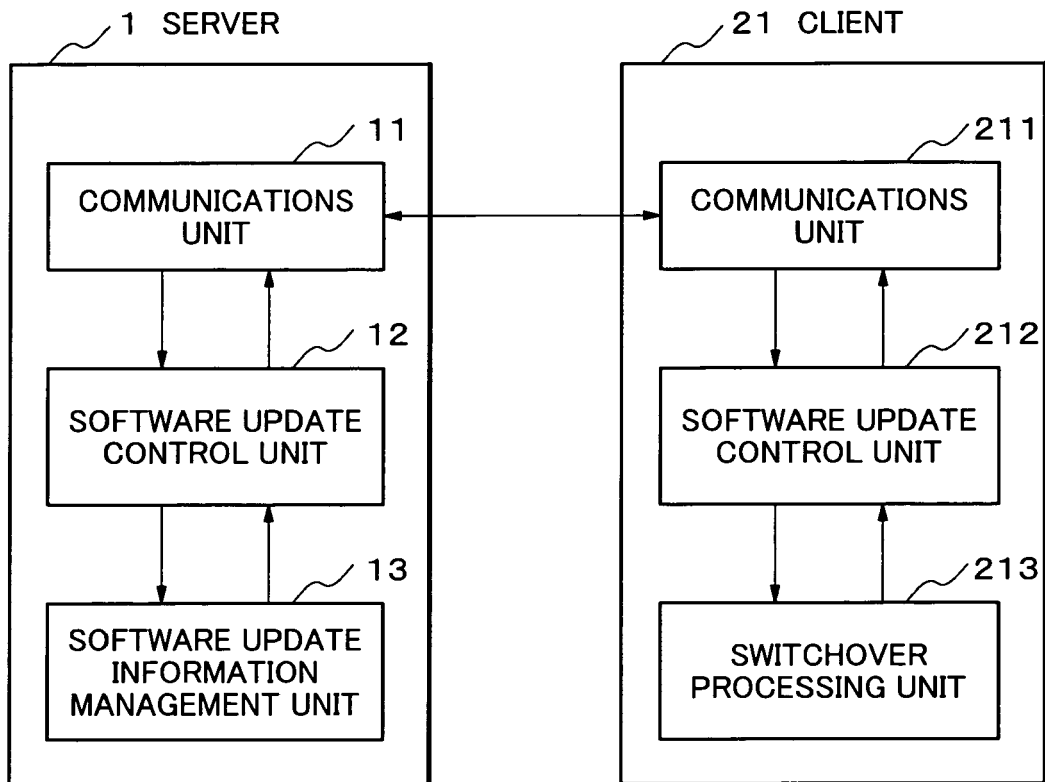 1 SERVER
11
COMMUNICATIONS
UNIT
12
SOFTWARE UPDATE
CONTROL UNIT
13
SOFTWARE UPDATE
INFORMATION
MANAGEMENT UNIT
21 CLIENT
211
COMMUNICATIONS
UNIT
212
SOFTWARE UPDATE
CONTROL UNIT
213
SWITCHOVER
PROCESSING UNIT